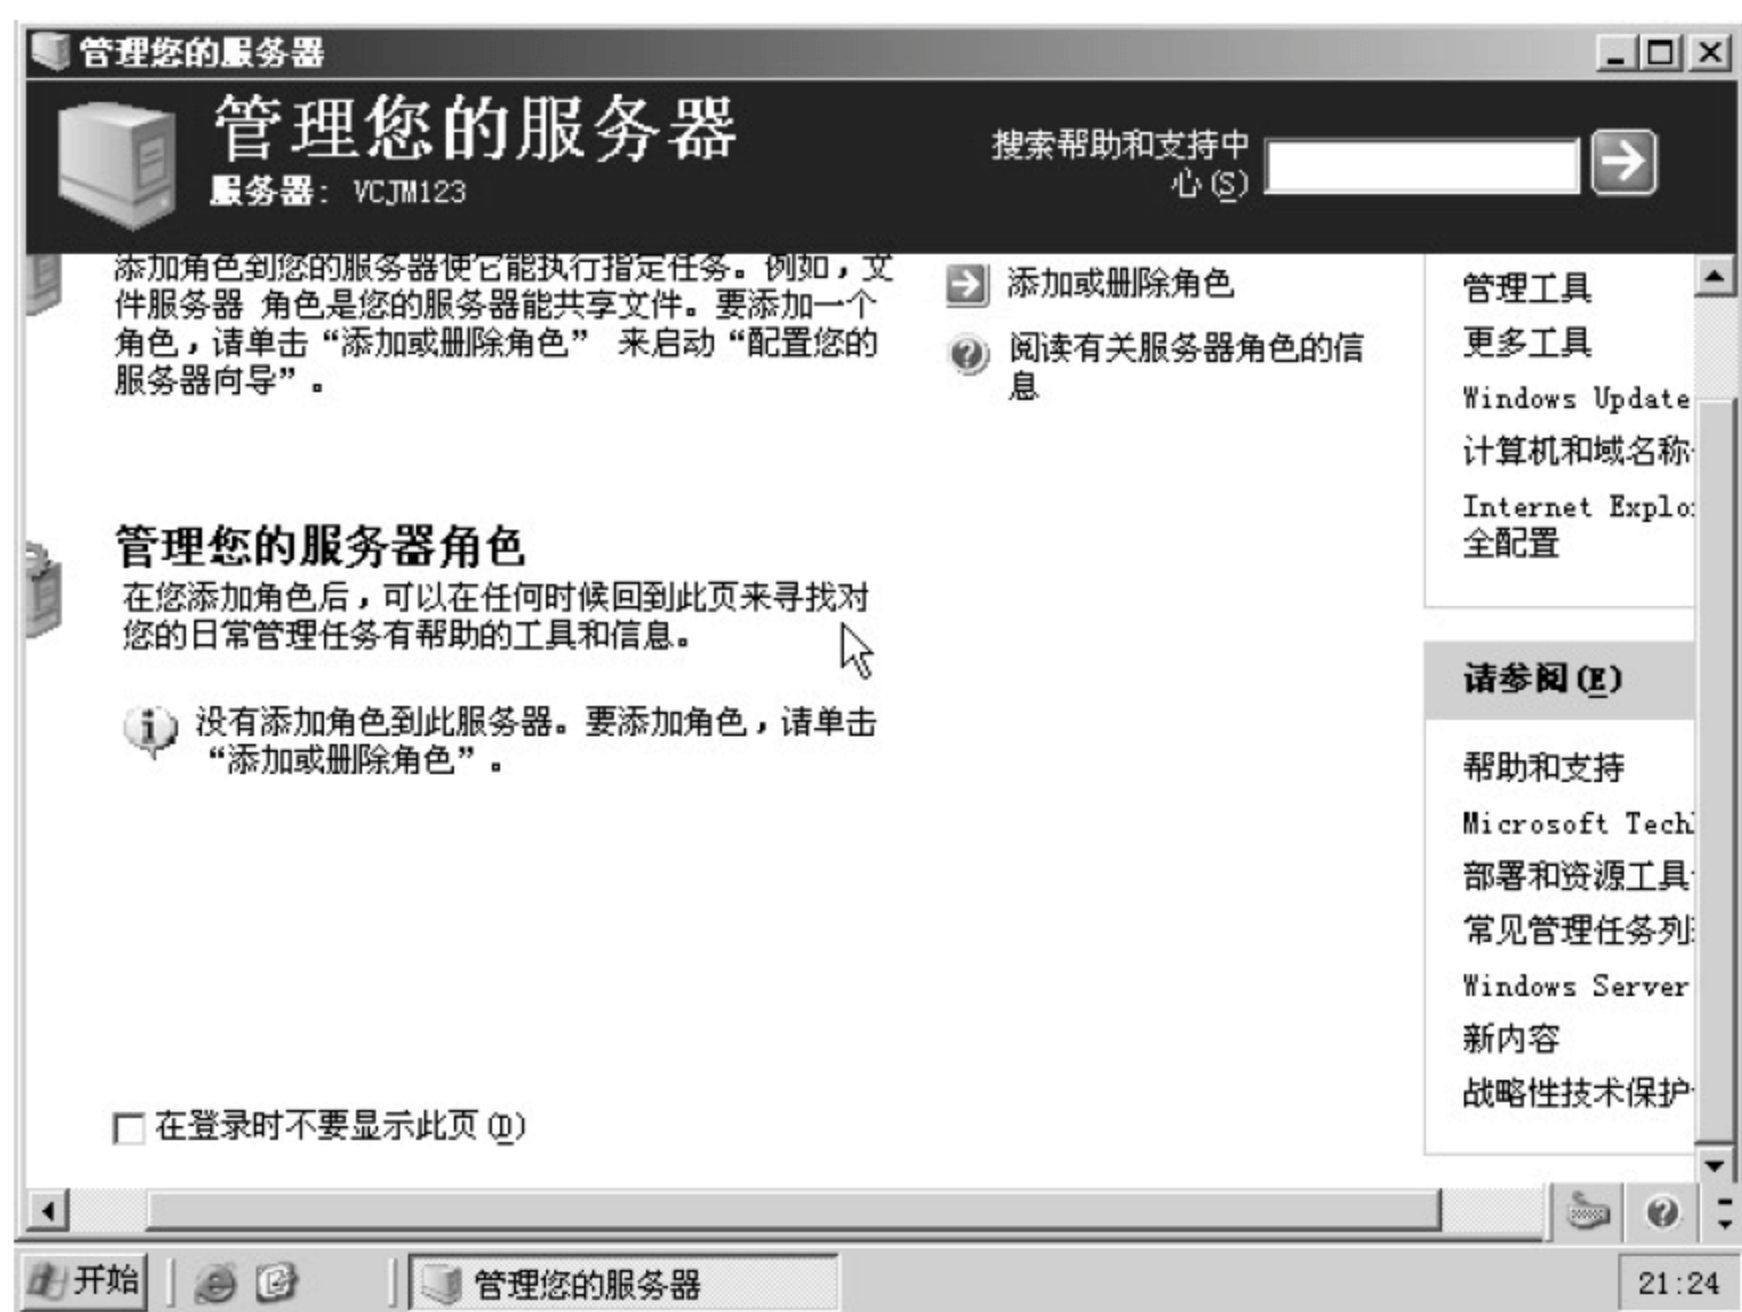 管理您的服务器
管理您的服务器
服务器: VCJM123
搜索帮助和支持中
心(S)
添加角色到您的服务器使它能执行指定任务。例如，文
件服务器 角色是您的服务器能共享文件。要添加一个
角色，请单击“添加或删除角色” 来启动“配置您的
服务器向导”。
添加或删除角色
阅读有关服务器角色的信
息
管理您的服务器角色
在您添加角色后，可以在任何时候回到此页来寻找对
您的日常管理任务有帮助的工具和信息。
没有添加角色到此服务器。要添加角色，请单击
“添加或删除角色”。
在登录时不要显示此页(D)
管理工具
更多工具
Windows Update
计算机和域名称
Internet Explo
全配置
请参阅(E)
帮助和支持
Microsoft Tech
部署和资源工具
常见管理任务列
Windows Server
新内容
战略性技术保护
开始
管理您的服务器
21:24